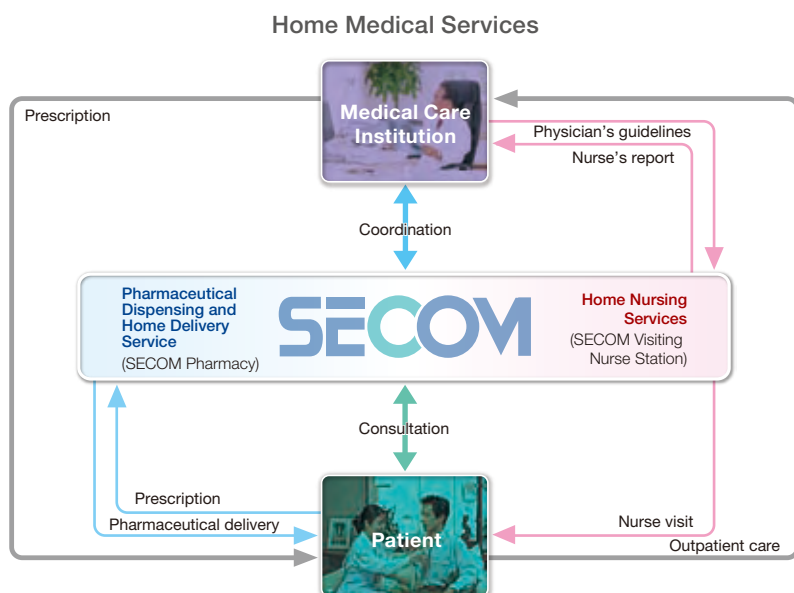 Home Medical Services
Prescription
Medical Care
Institution
Physician’s guidelines
Nurse’s report
Coordination
Pharmaceutical
Dispensing and
Home Delivery
Service
(SECOM Pharmacy)
SECOM
Home Nursing
Services
(SECOM Visiting
Nurse Station)
Consultation
Prescription
Pharmaceutical delivery
Patient
Nurse visit
Outpatient care